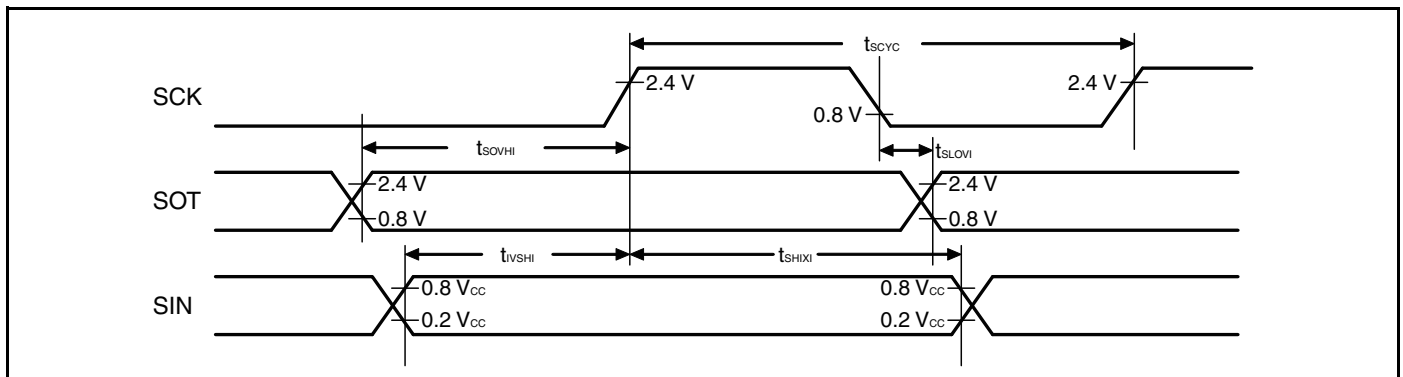 tSCYC
SCK
2.4 V
0.8 V
2.4 V
tSOVHI
tSLOVI
SOT
2.4 V
0.8 V
2.4 V
0.8 V
tIVSHI
tSHIXI
SIN
0.8 VCC
0.2 VCC
0.8 VCC
0.2 VCC